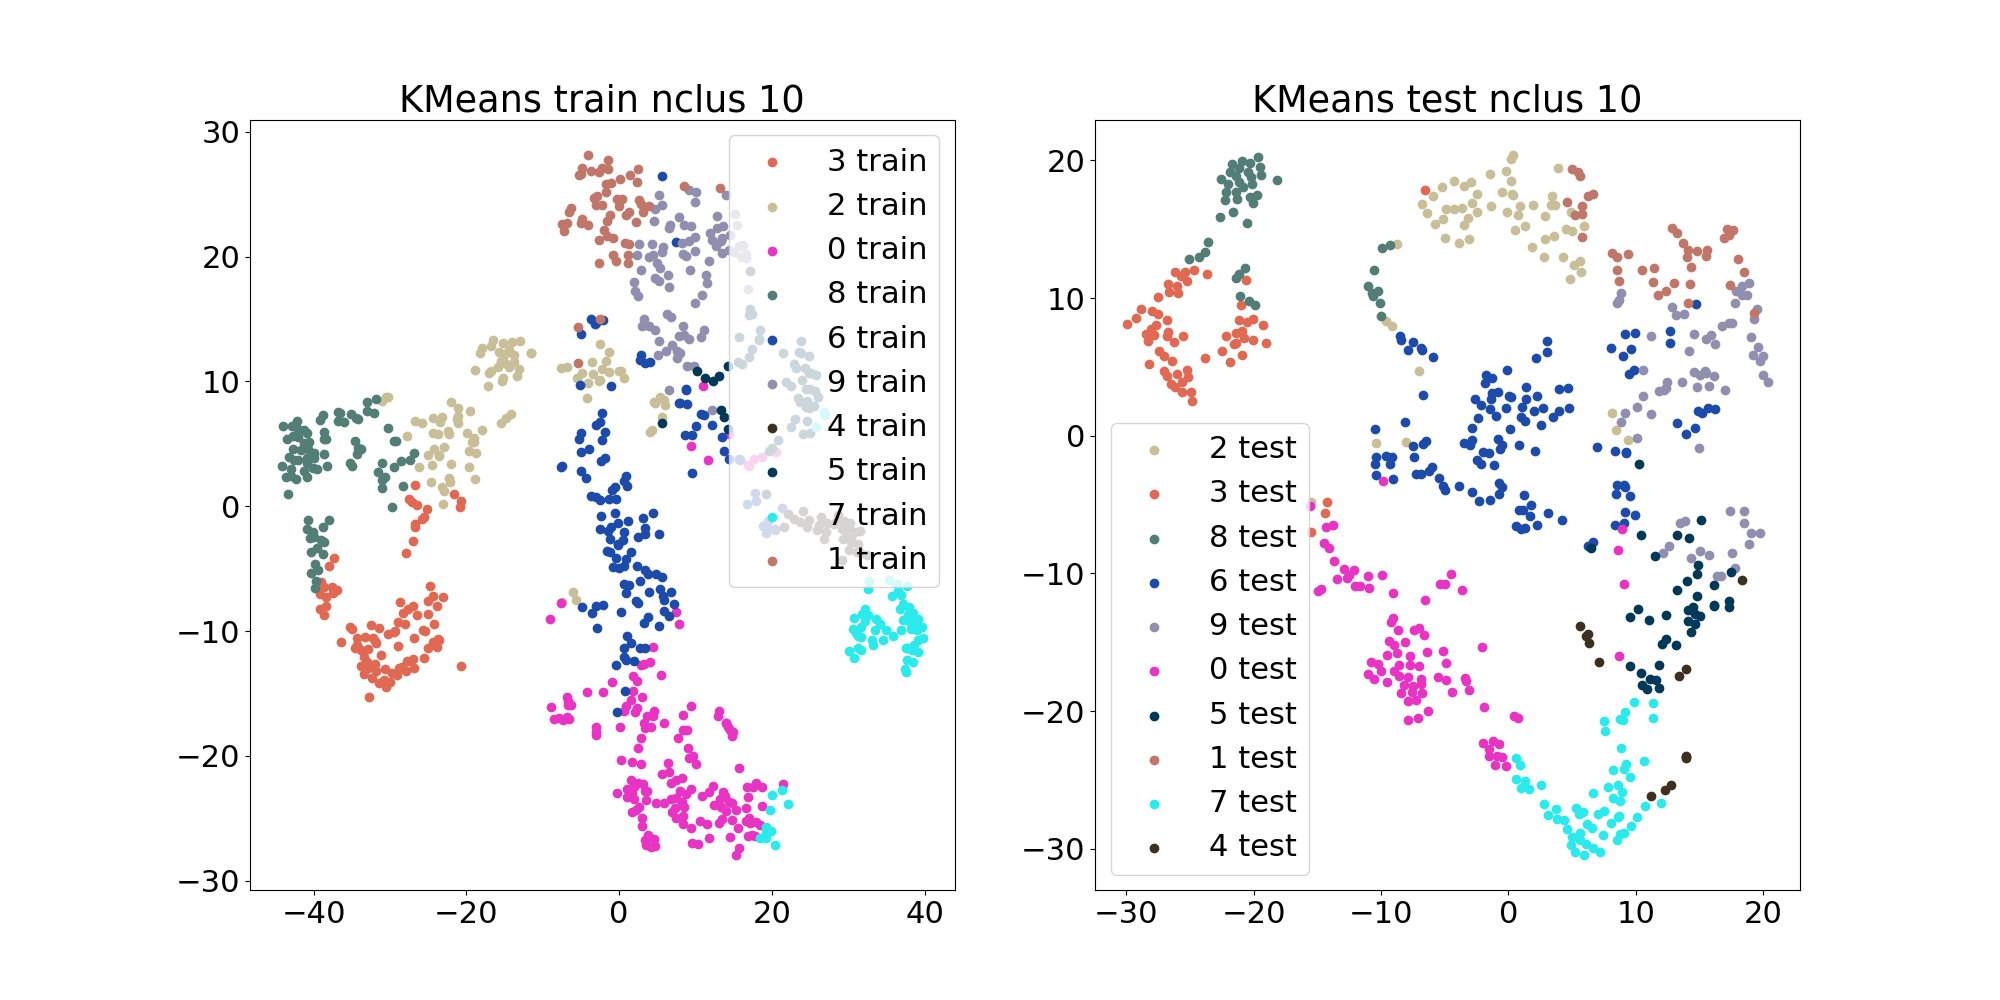 KMeans train nclus 10
30
20
10
0
−10
−20
−30
−40
−20
0
20
40
3 train
2 train
0 train
8 train
6 train
9 train
4 train
5 train
7 train
1 train
KMeans test nclus 10
20
10
0
−10
−20
−30
−30
−20
−10
0
10
20
2 test
3 test
8 test
6 test
9 test
0 test
5 test
1 test
7 test
4 test